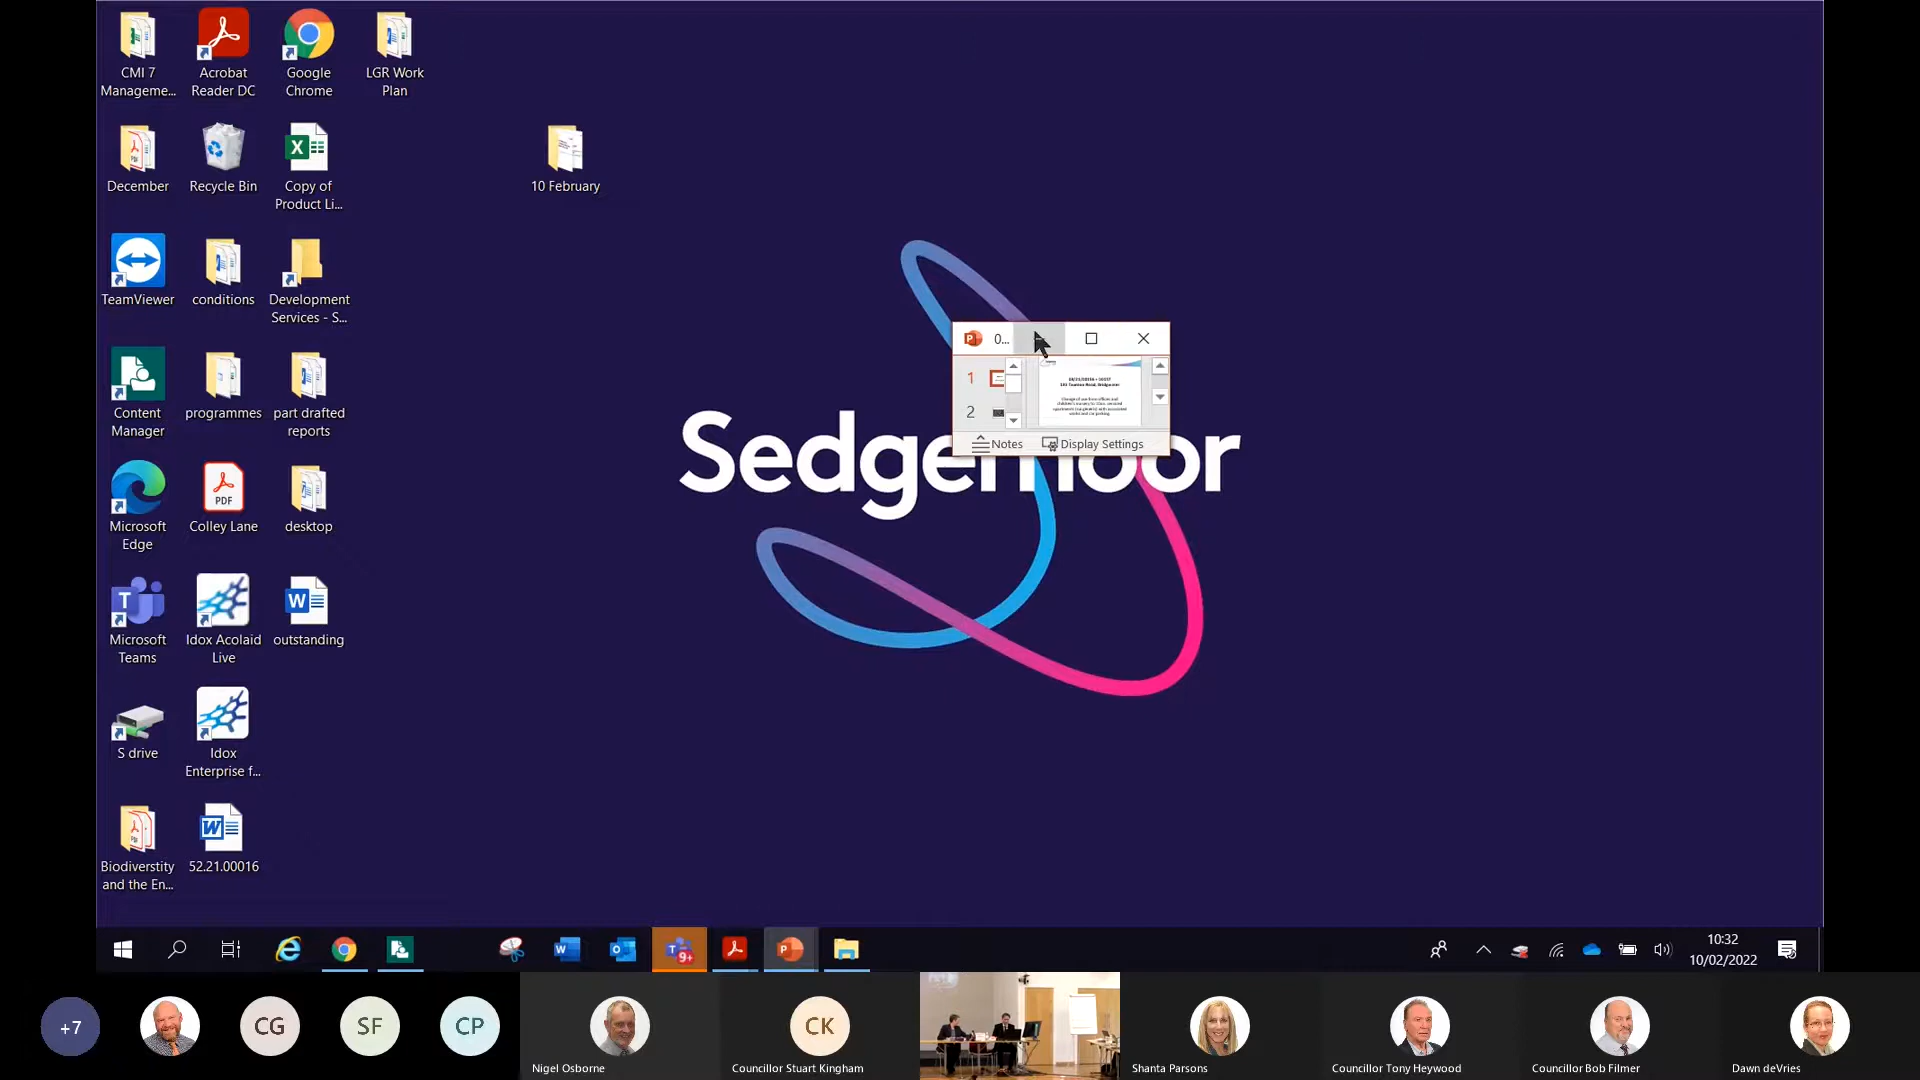 CMI 7
Manageme...
Acrobat
Reader DC
Google
Chrome
LGR Work
Plan
December
Recycle Bin
Copy of
Product Li...
10 February
TeamViewer
conditions
Development
Services - S...
Content
Manager
programmes
part drafted
reports
Microsoft
Edge
PDF
Colley Lane
desktop
Microsoft
Teams
Idox Acolaid
Live
outstanding
S drive
Idox
Enterprise f...
Biodiverstity
and the En...
52.21.00016
0...
1
2
Notes
Display Settings
Sedgemoor
9+
10:32
10/02/2022
+7
CG
SF
CP
CK
Nigel Osborne
Councillor Stuart Kingham
Shanta Parsons
Councillor Tony Heywood
Councillor Bob Filmer
Dawn deVries